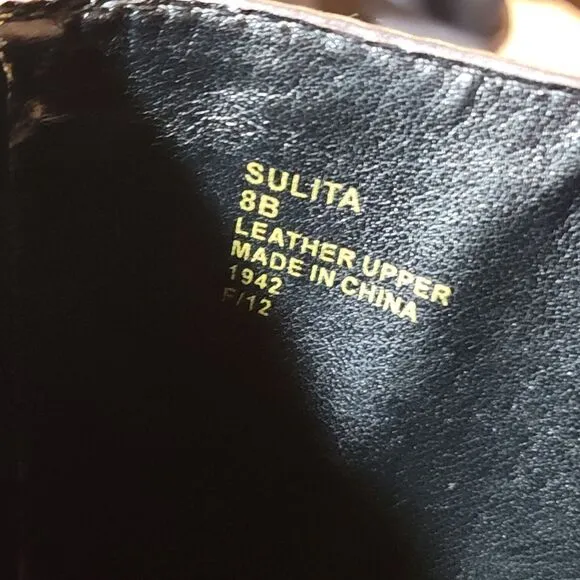 SULITA
8B
LEATHER UPPER
MADE IN CHINA
1942
F/12